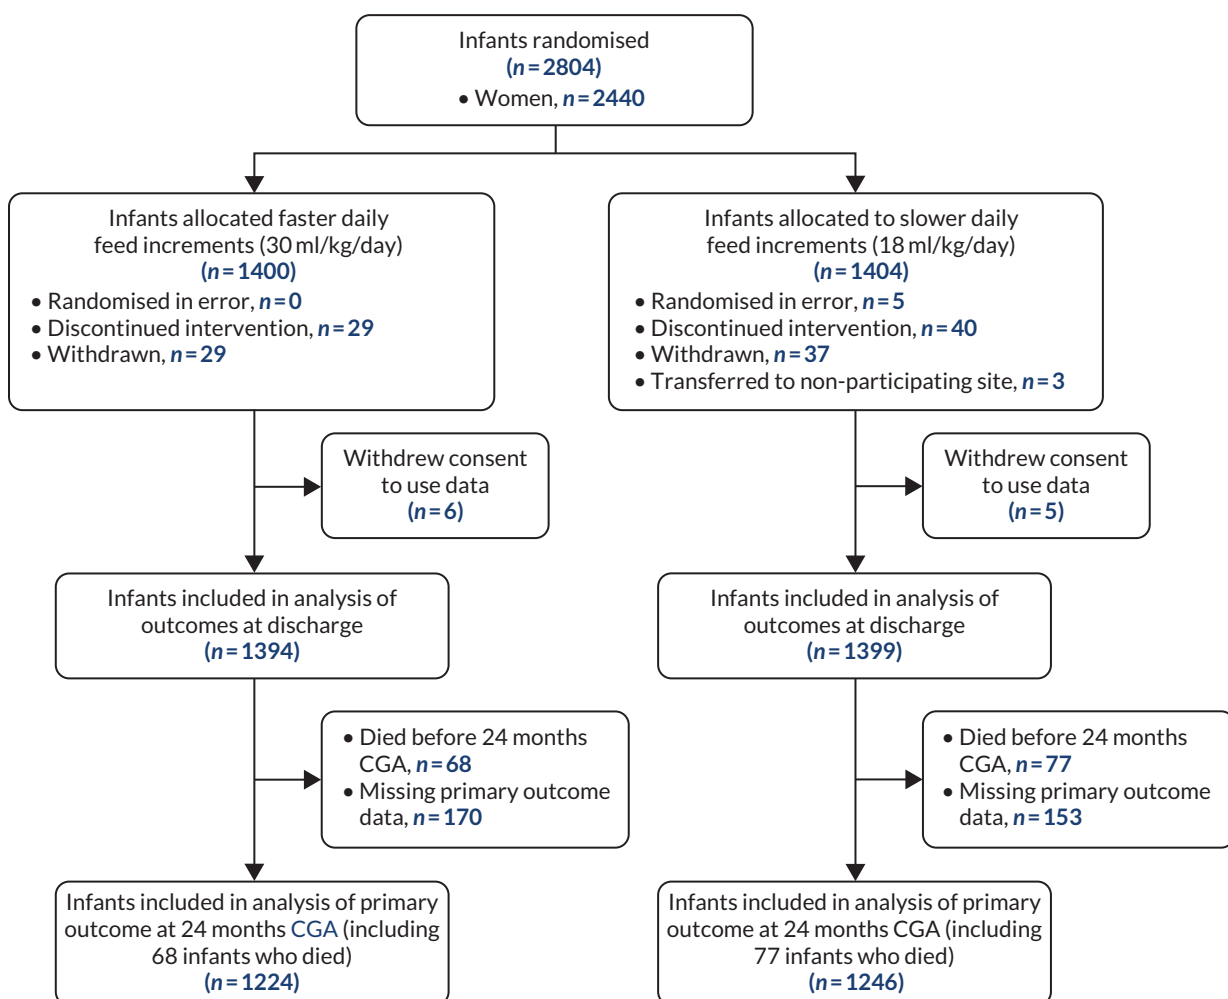 Infants randomised
(n=2804)
• Women, n=2440
Infants allocated faster daily
feed increments (30 ml/kg/day)
(n=1400)
• Randomised in error, n=0
• Discontinued intervention, n=29
• Withdrawn, n=29
Infants allocated to slower daily
feed increments (18 ml/kg/day)
(n=1404)
• Randomised in error, n=5
• Discontinued intervention, n=40
• Withdrawn, n=37
• Transferred to non-participating site, n=3
Withdrew consent
to use data
(n=6)
Withdrew consent
to use data
(n=5)
Infants included in analysis of
outcomes at discharge
(n=1394)
Infants included in analysis of
outcomes at discharge
(n=1399)
• Died before 24 months
CGA, n=68
• Missing primary outcome
data, n=170
• Died before 24 months
CGA, n=77
• Missing primary outcome
data, n=153
Infants included in analysis of primary
outcome at 24 months CGA (including
68 infants who died)
(n=1224)
Infants included in analysis of primary
outcome at 24 months CGA (including
77 infants who died)
(n=1246)